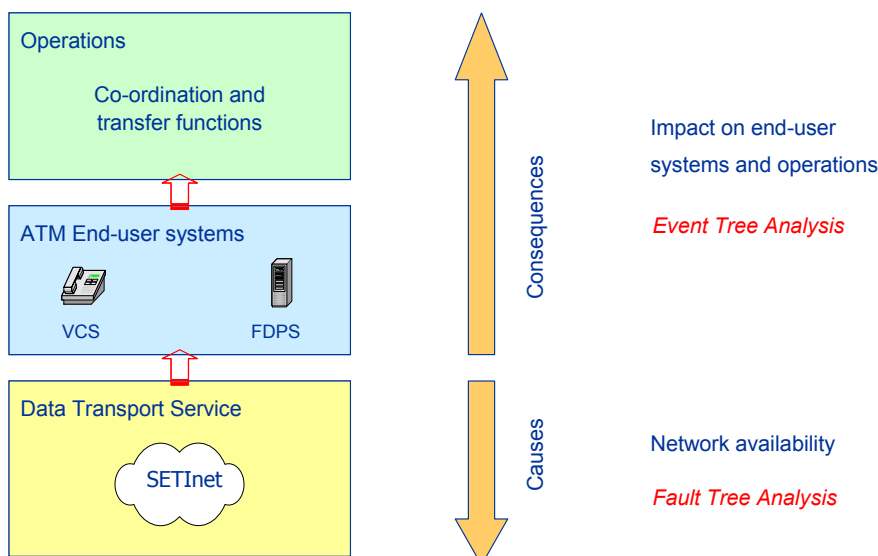 Operations
Co-ordination and
transfer functions
ATM End-user systems
VCS
FDPS
Data Transport Service
SETInet
Consequences
Causes
Impact on end-user
systems and operations
Event Tree Analysis
Network availability
Fault Tree Analysis